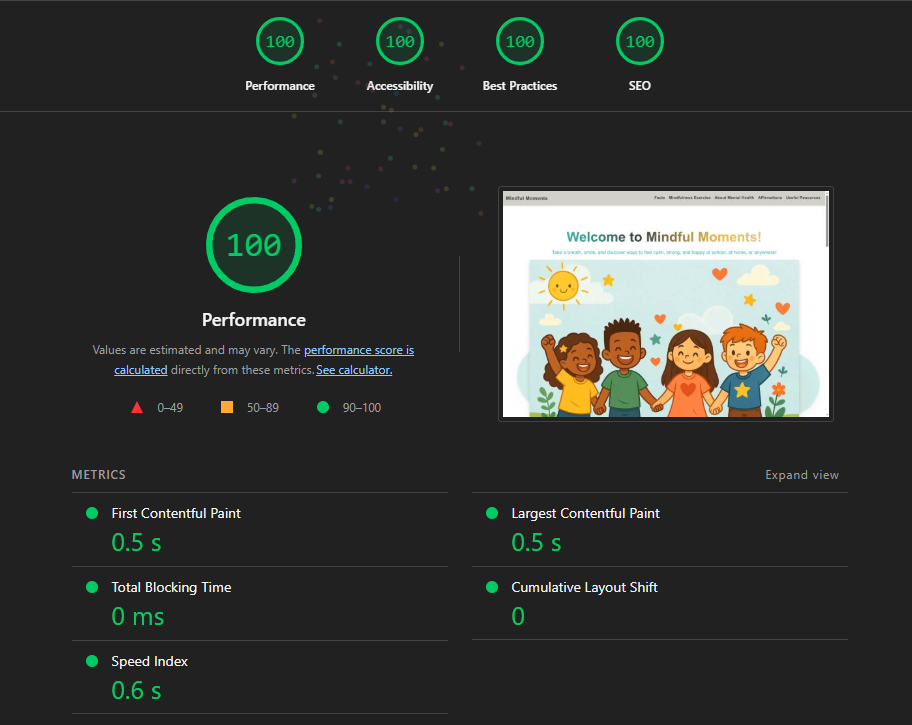 100 100 100 100
Performance Accessibility Best Practices SEO
100
Performance
Values are estimated and may vary. The performance score is
calculated directly from these metrics. See calculator.
0–49 50–89 90–100
Mindful Moments Facts Mindfulness Exercise About Mental Health Affirmations Useful Resources
Welcome to Mindful Moments!
Take a breath, smile, and discover ways to feel calm, strong, and happy at school, at home, or anywhere!
METRICS Expand view
First Contentful Paint
0.5 s
Largest Contentful Paint
0.5 s
Total Blocking Time
0 ms
Cumulative Layout Shift
0
Speed Index
0.6 s